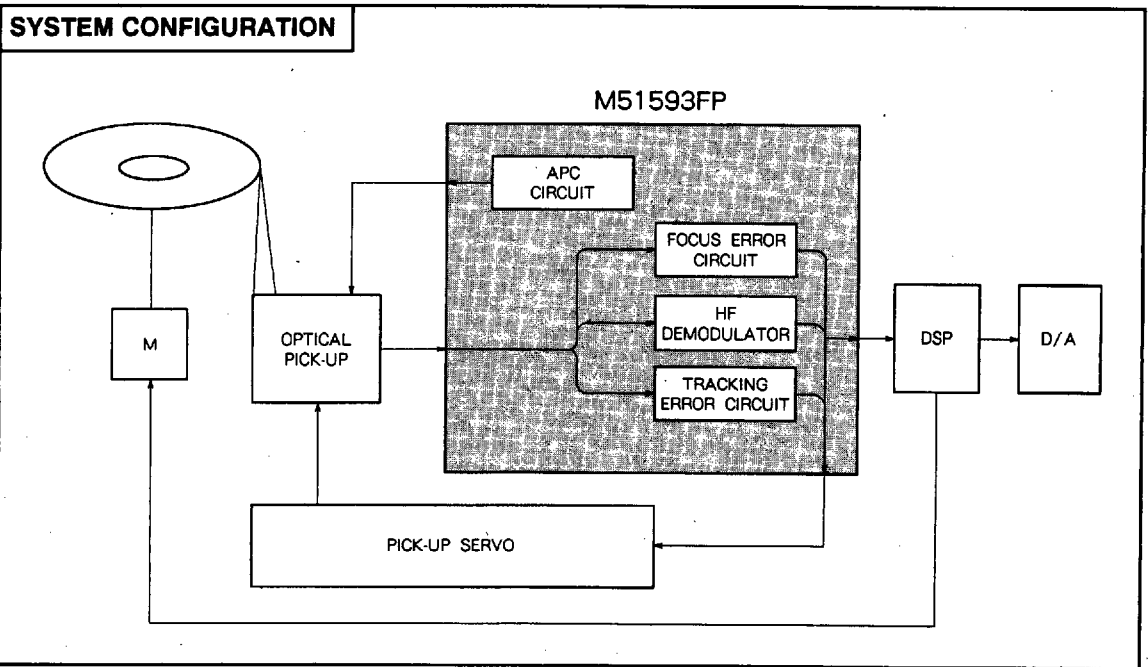 SYSTEM CONFIGURATION
M51593FP
APC
CIRCUIT
FOCUS ERROR
CIRCUIT
HF
DEMODULATOR
TRACKING
ERROR CIRCUIT
M
OPTICAL
PICK-UP
DSP
D/A
PICK-UP SERVO